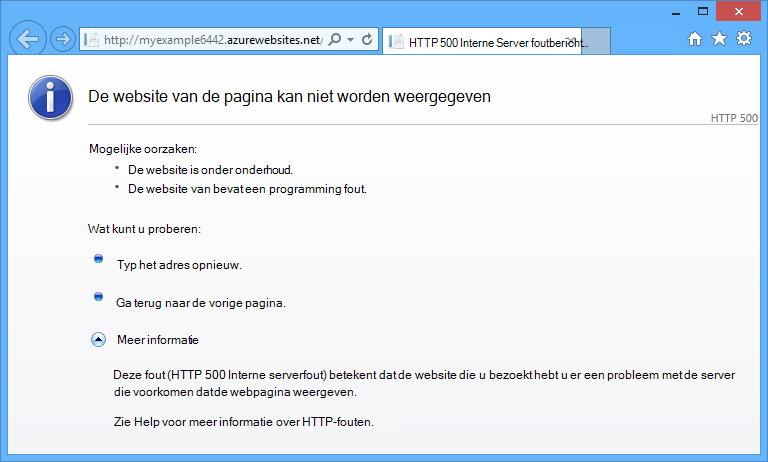 http://myexample6442.azurewebsites.net/
HTTP 500 Interne Server foutbericht...
De website van de pagina kan niet worden weergegeven
HTTP 500
Mogelijke oorzaken:
• De website is onder onderhoud.
• De website van bevat een programming fout.
Wat kunt u proberen:
Typ het adres opnieuw.
Ga terug naar de vorige pagina.
Meer informatie
Deze fout (HTTP 500 Interne serverfout) betekent dat de website die u bezoekt hebt u er een probleem met de server
die voorkomen datde webpagina weergeven.
Zie Help voor meer informatie over HTTP-fouten.